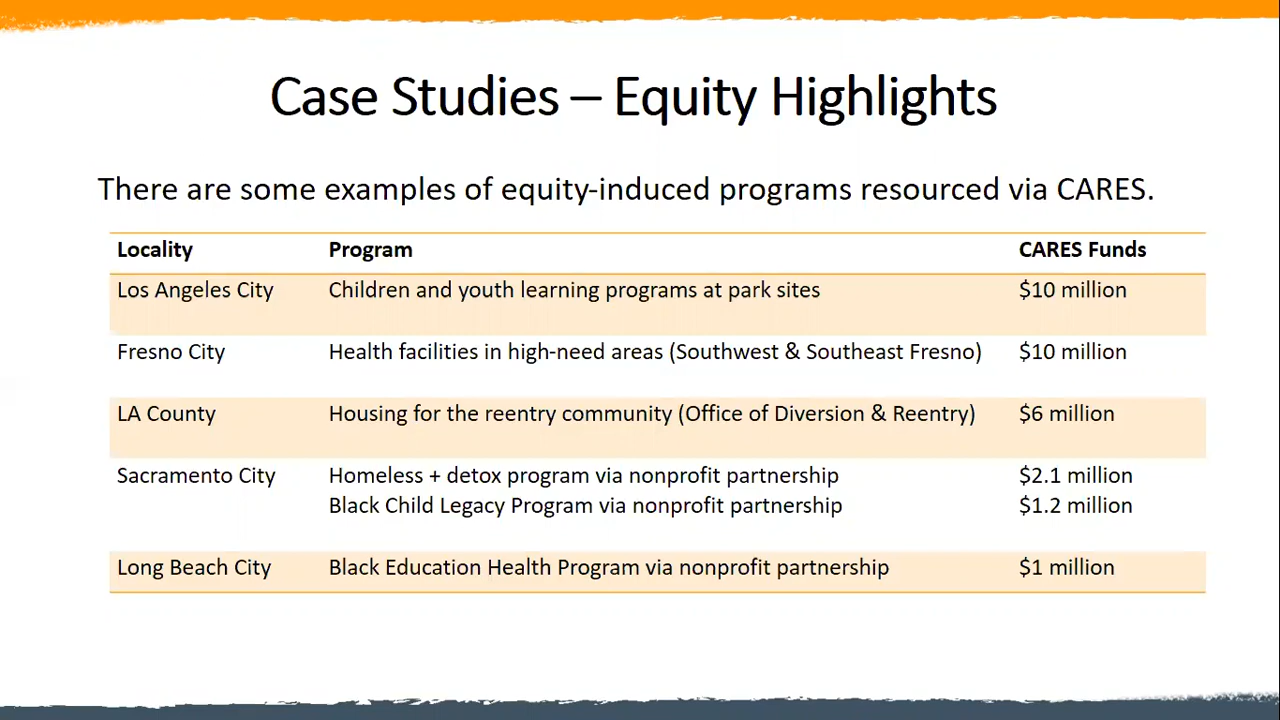 Case Studies – Equity Highlights
There are some examples of equity-induced programs resourced via CARES.
Locality Program CARES Funds
Los Angeles City Children and youth learning programs at park sites $10 million
Fresno City Health facilities in high-need areas (Southwest & Southeast Fresno) $10 million
LA County Housing for the reentry community (Office of Diversion & Reentry) $6 million
Sacramento City Homeless + detox program via nonprofit partnership $2.1 million
Black Child Legacy Program via nonprofit partnership $1.2 million
Long Beach City Black Education Health Program via nonprofit partnership $1 million